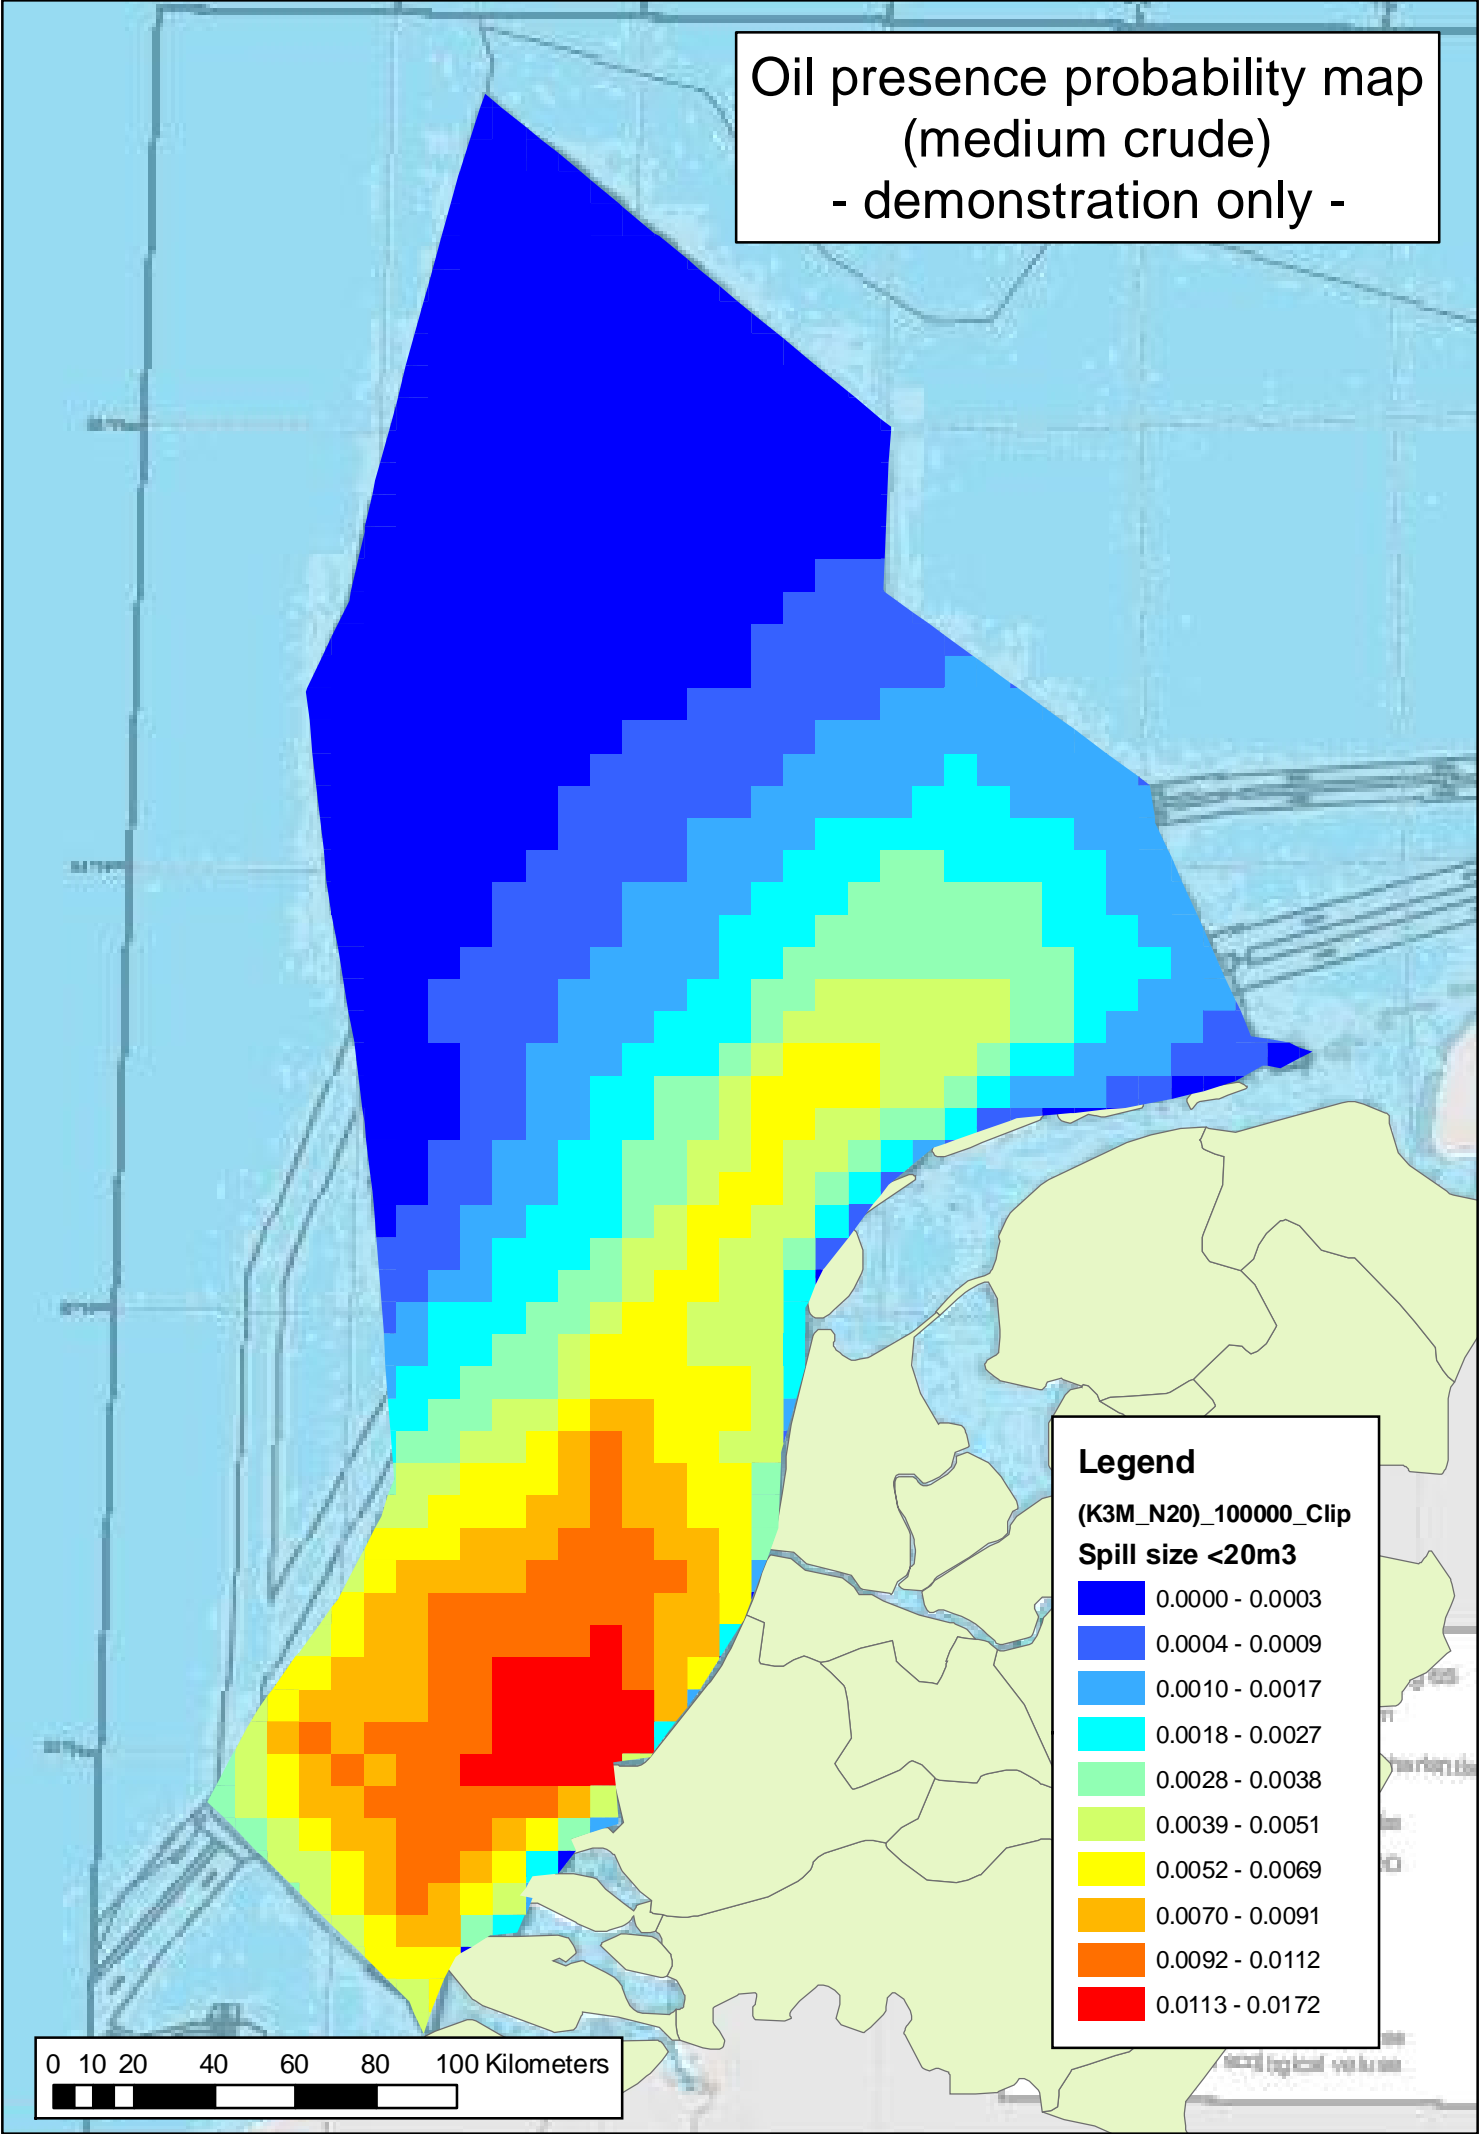 Oil presence probability map
(medium crude)
- demonstration only -
Legend
(K3M_N20)_100000_Clip
Spill size <20m3
0.0000 - 0.0003
0.0004 - 0.0009
0.0010 - 0.0017
0.0018 - 0.0027
0.0028 - 0.0038
0.0039 - 0.0051
0.0052 - 0.0069
0.0070 - 0.0091
0.0092 - 0.0112
0.0113 - 0.0172
0 10 20 40 60 80 100 Kilometers